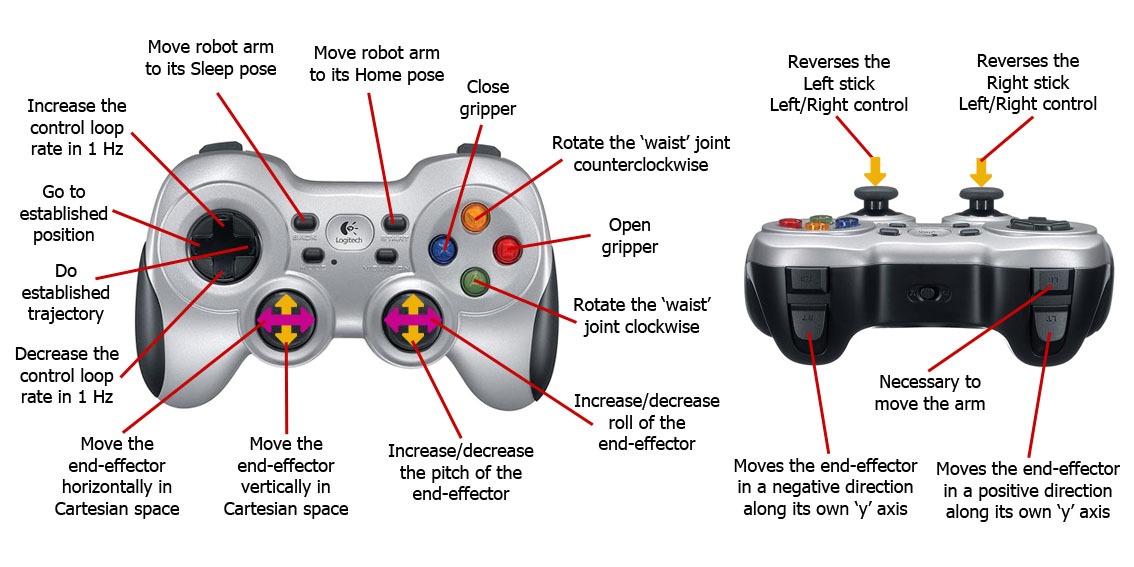 Move robot arm
to its Sleep pose
Move robot arm
to its Home pose
Close
gripper
Increase the
control loop
rate in 1 Hz
Rotate the ‘waist’ joint
counterclockwise
Go to
established
position
Open
gripper
Do
established
trajectory
Rotate the ‘waist’
joint clockwise
Decrease the
control loop
rate in 1 Hz
Increase/decrease
roll of the
end-effector
Move the
end-effector
horizontally in
Cartesian space
Move the
end-effector
vertically in
Cartesian space
Increase/decrease
the pitch of the
end-effector
BACK
Logitech
START
Reverses the
Left stick
Left/Right control
Reverses the
Right stick
Left/Right control
RT
LT
Necessary to
move the arm
Moves the end-effector
in a negative direction
along its own ‘y’ axis
Moves the end-effector
in a positive direction
along its own ‘y’ axis